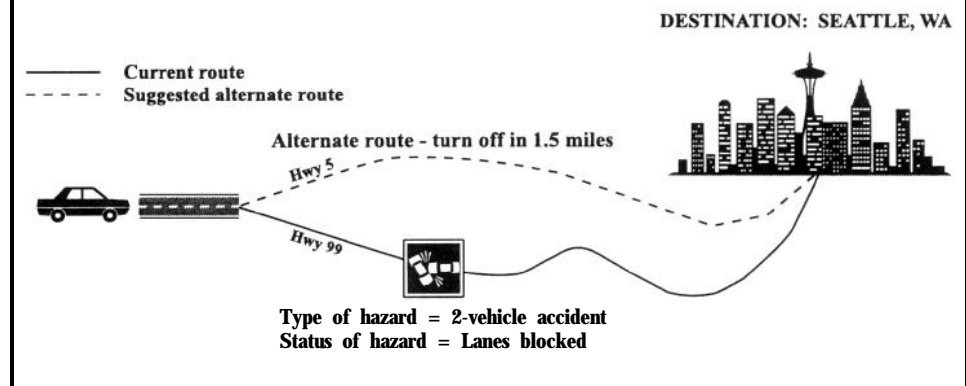 DESTINATION: SEATTLE, WA
Current route
Suggested alternate route
Alternate route - turn off in 1.5 miles
Hwy 5
Hwy 99
Type of hazard = 2-vehicle accident
Status of hazard = Lanes blocked